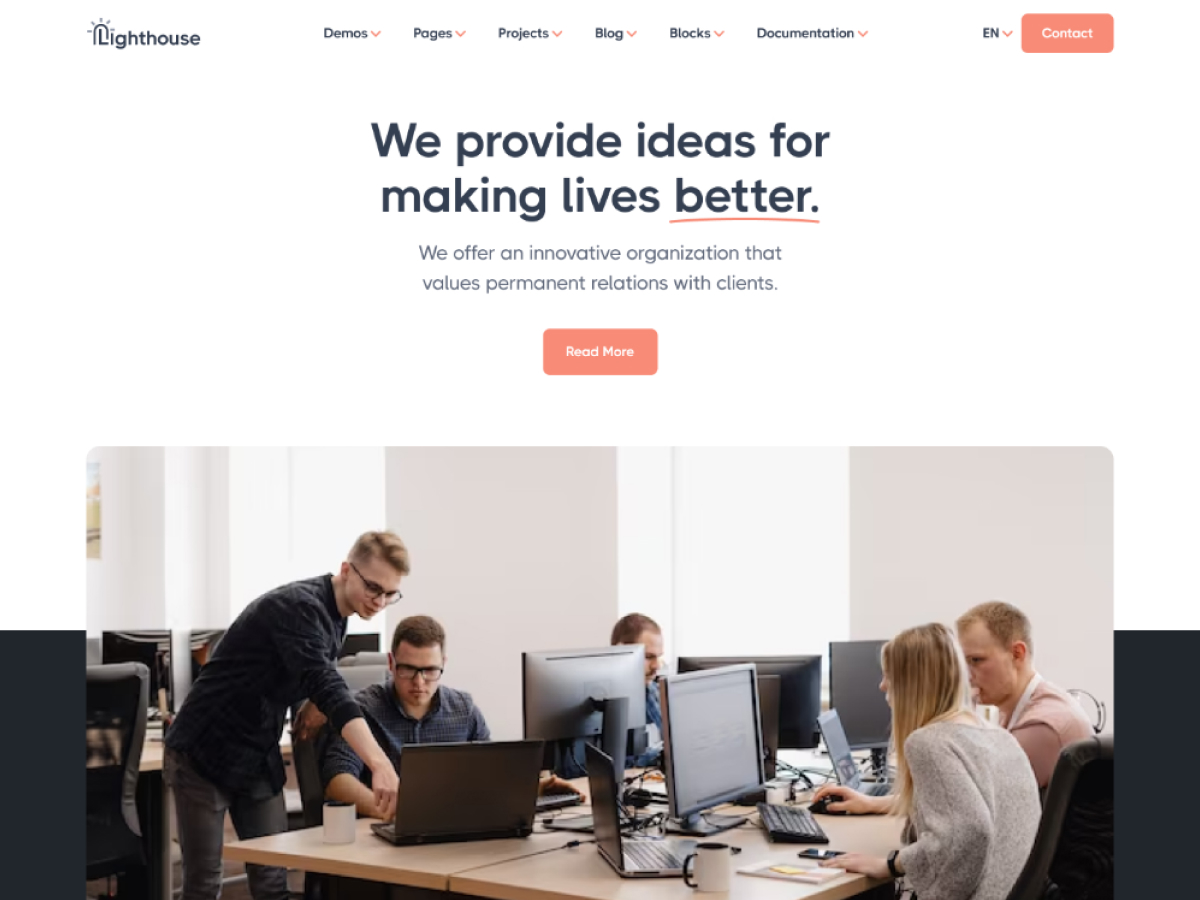 Lighthouse
Demos Pages Projects Blog Blocks Documentation EN Contact
We provide ideas for
making lives better.
We offer an innovative organization that
values permanent relations with clients.
Read More